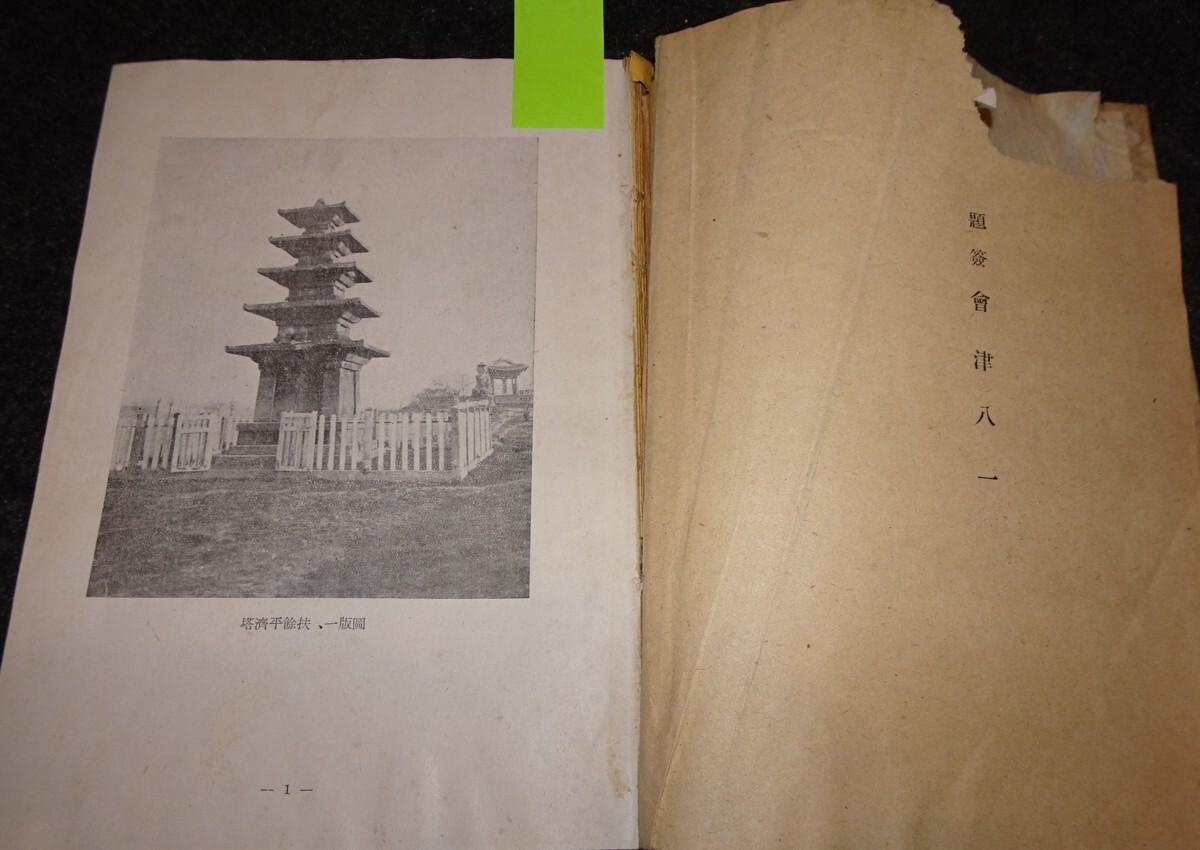 題簽 會津八一
圖版一、扶餘平濟塔
— 1 —